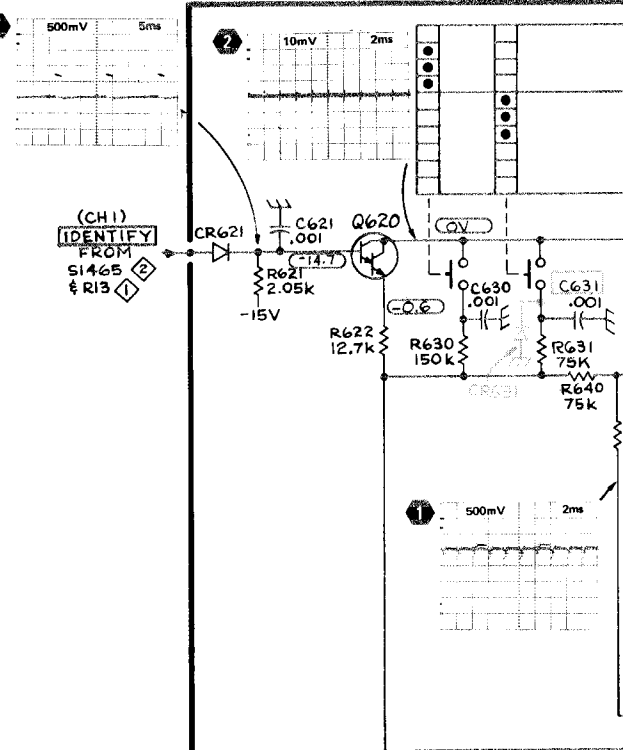 500mV 5ms
2
10mV 2ms
(CH1)
IDENTIFY
FROM
S1465 2
& R13 1
CR621
C621
.001
-14.7
Q620
0V
R621
2.05k
-15V
-0.6
C630
.001
C631
.001
R622
12.7k
R630
150k
CR631
R631
75K
R640
75k
1
500mV 2ms